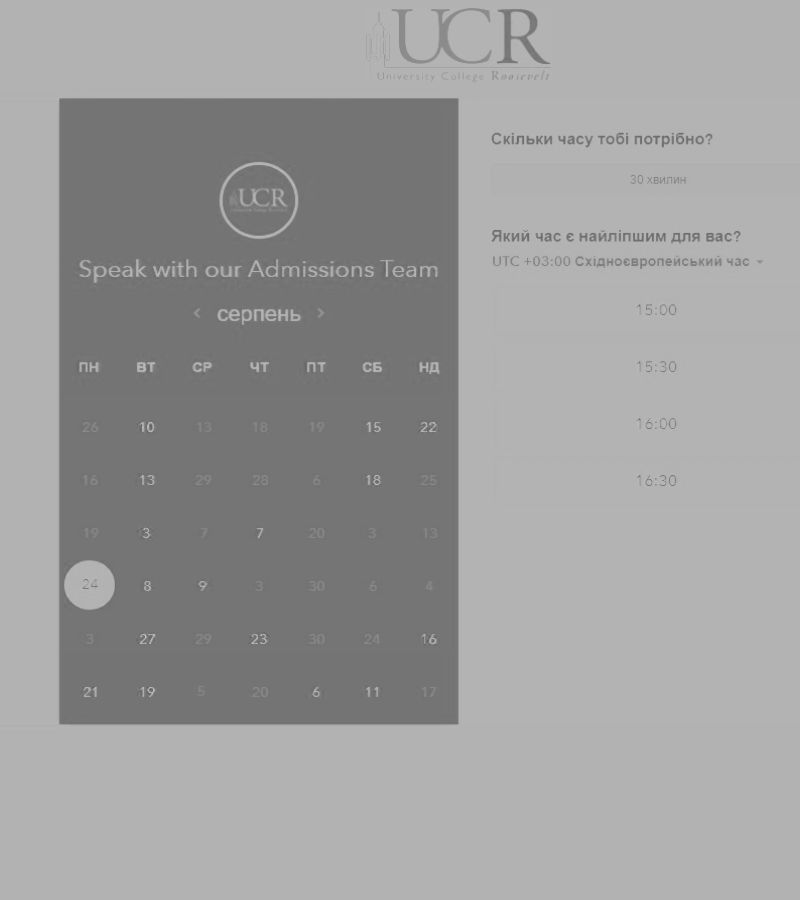 UCR
University College Roosevelt
UCR
Speak with our Admissions Team
серпень
ПН ВТ СР ЧТ ПТ СБ НД
26 10 13 18 19 15 22
16 13 29 28 6 18 25
19 3 7 7 20 3 13
24 8 9 3 30 6 4
3 27 29 23 30 24 16
21 19 5 20 6 11 17
Скільки часу тобі потрібно?
30 хвилин
Який час є найліпшим для вас?
UTC +03:00 Східноєвропейський час
15:00
15:30
16:00
16:30